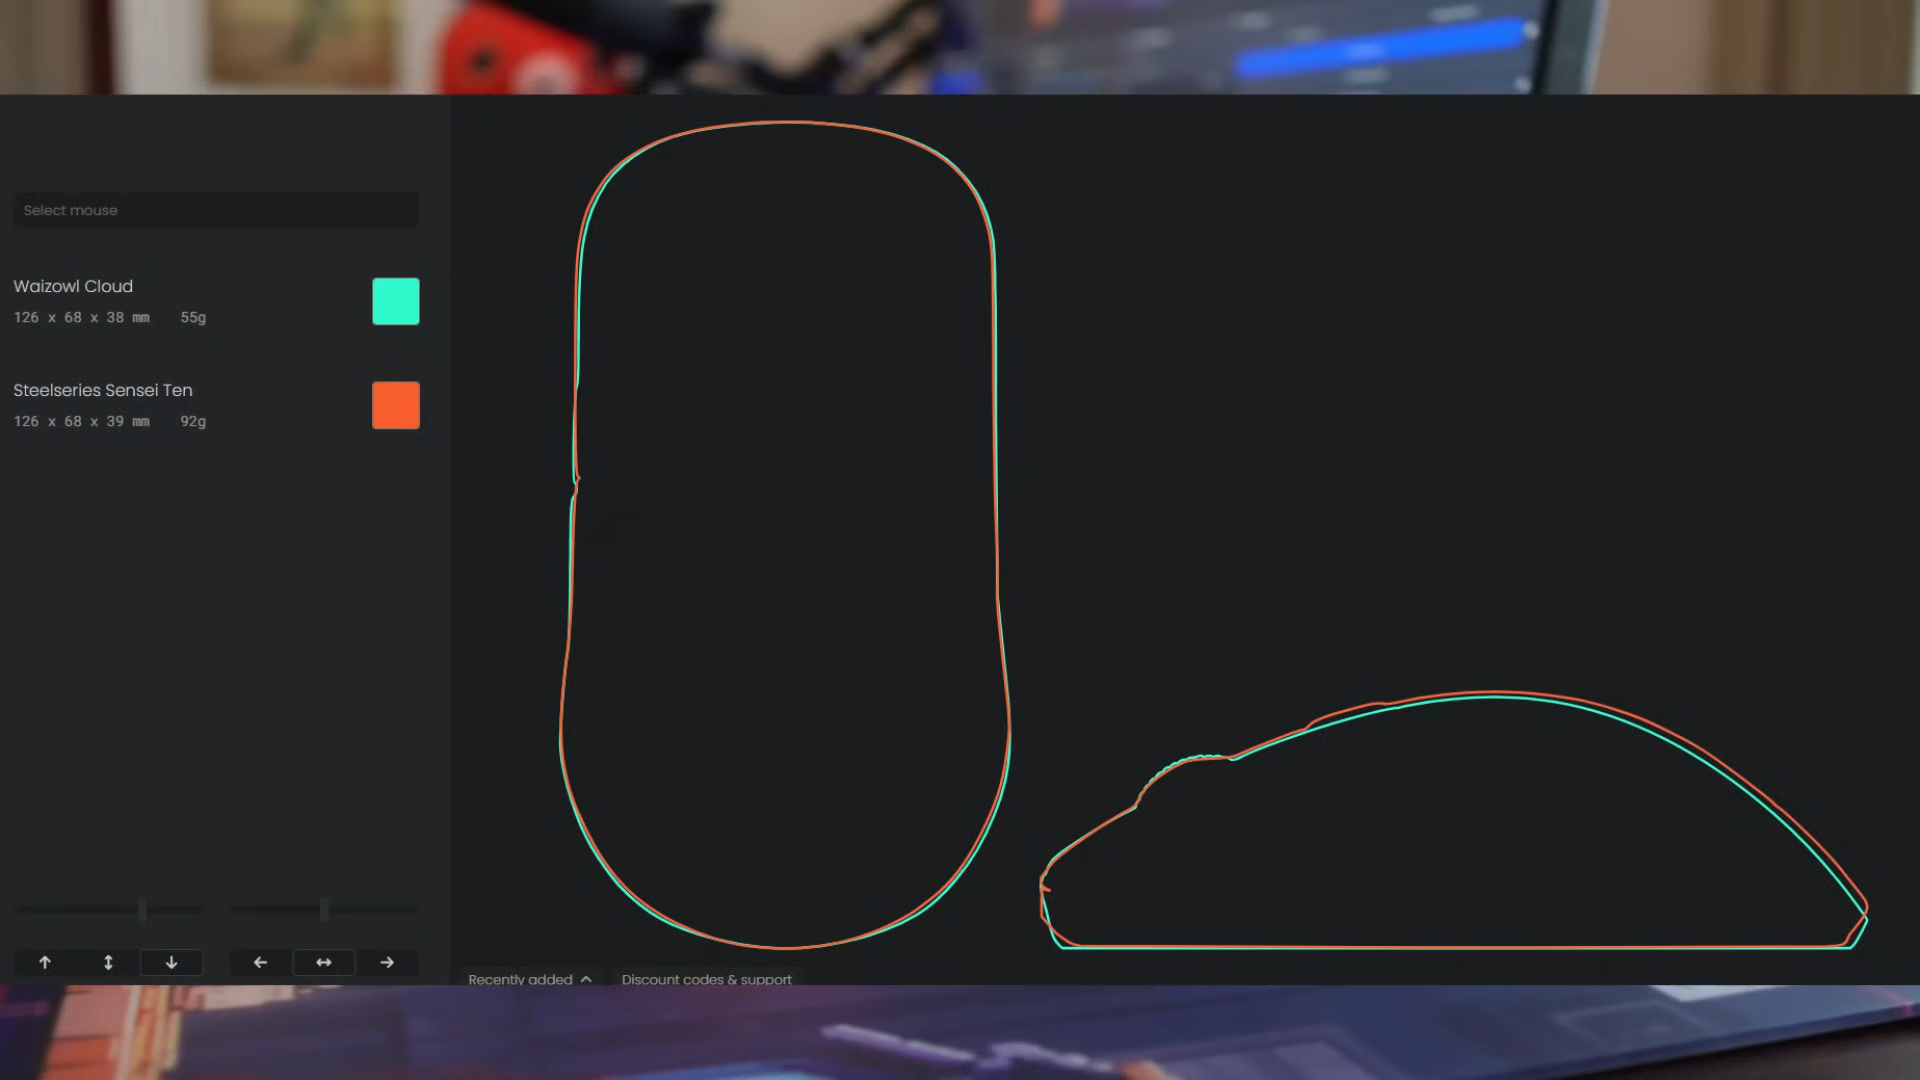 Select mouse
Waizowl Cloud
126 x 68 x 38 mm 55g
Steelseries Sensei Ten
126 x 68 x 39 mm 92g
Recently added
Discount codes & support